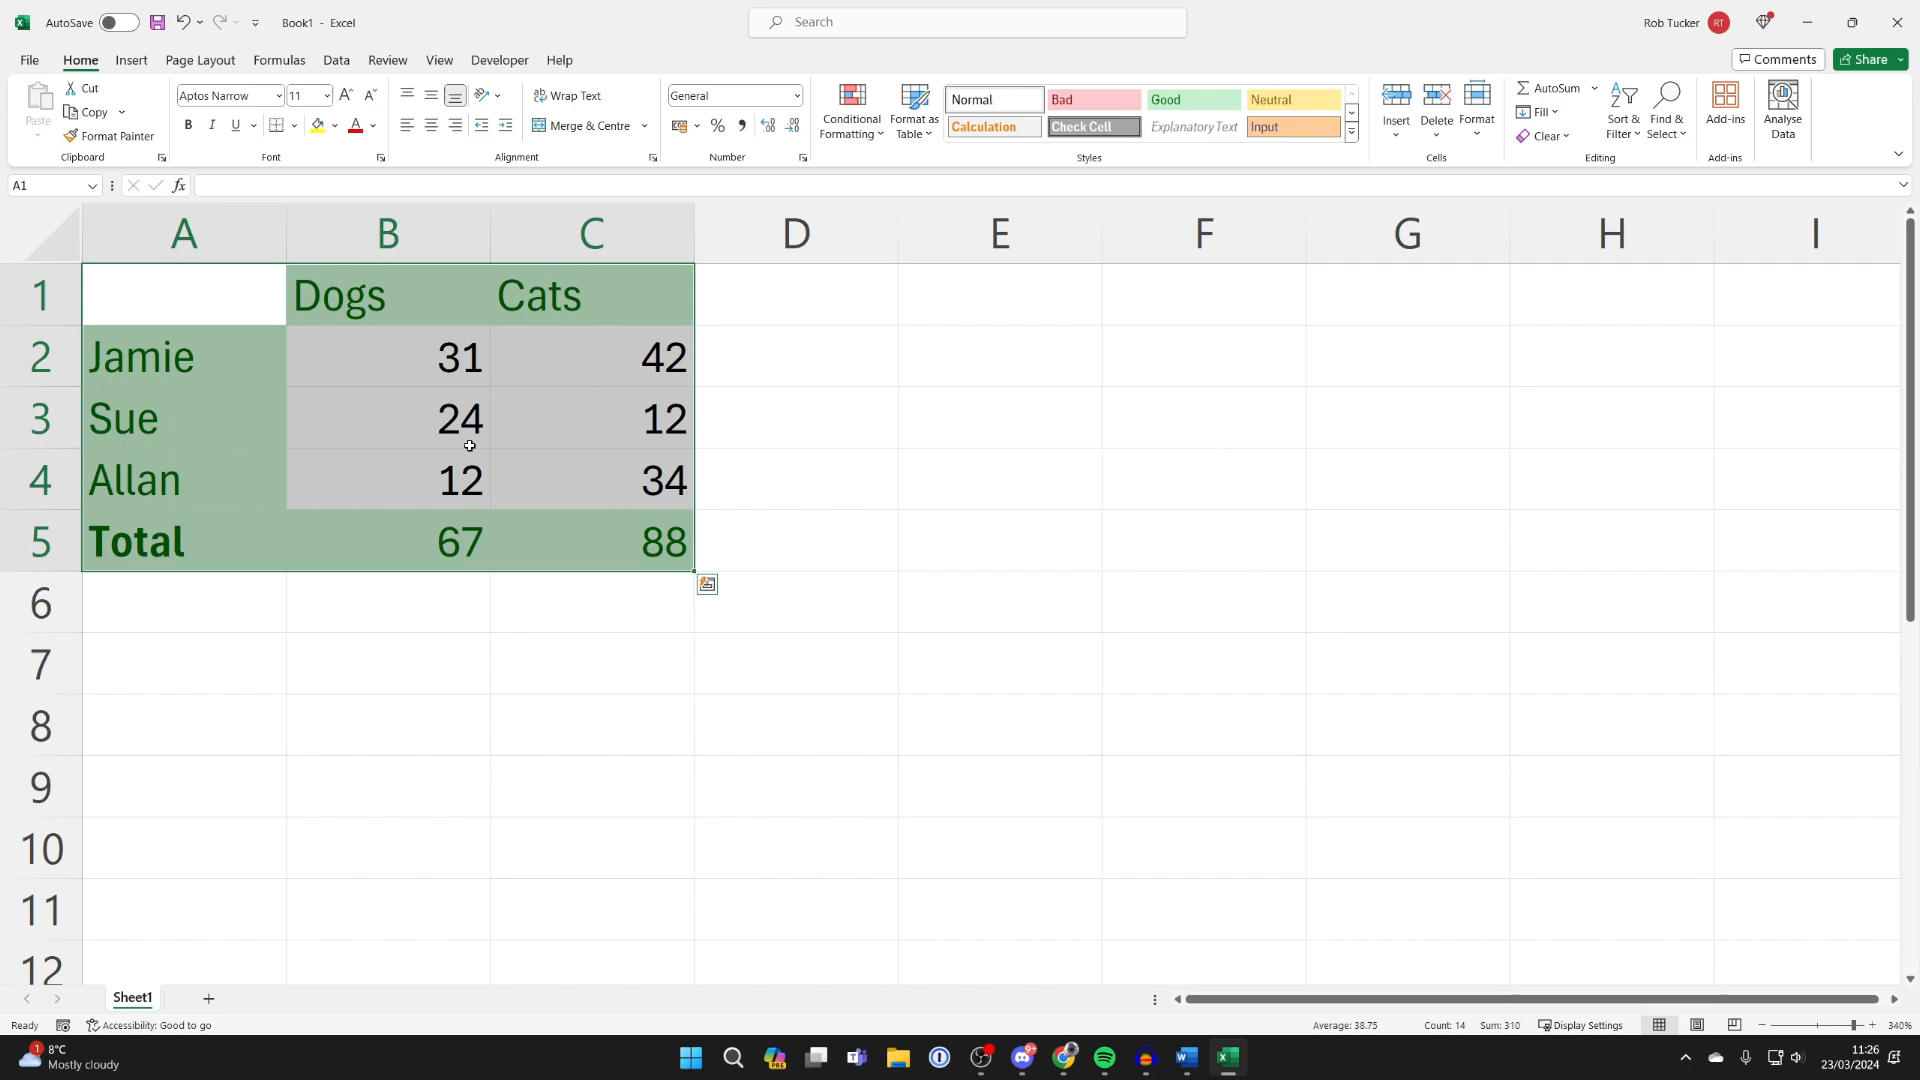 AutoSave
Book1 - Excel
Search
Rob Tucker RT
File Home Insert Page Layout Formulas Data Review View Developer Help
Comments Share
Paste
Cut
Copy
Format Painter
Clipboard
Aptos Narrow 11
B I U A
Font
Wrap Text
Merge & Centre
Alignment
General
% ,
Number
Conditional Formatting
Format as Table
Normal Bad Good Neutral
Calculation Check Cell Explanatory Text Input
Styles
Insert Delete Format
Cells
AutoSum
Fill
Clear
Sort & Filter
Find & Select
Editing
Add-ins
Add-ins
Analyse Data
A1 fx
A B C D E F G H I
1 Dogs Cats
2 Jamie 31 42
3 Sue 24 12
4 Allan 12 34
5 Total 67 88
6
7
8
9
10
11
12
Sheet1
Ready Accessibility: Good to go Average: 38.75 Count: 14 Sum: 310 Display Settings 340%
1 8°C
Mostly cloudy
PRE
9+
11:26
23/03/2024